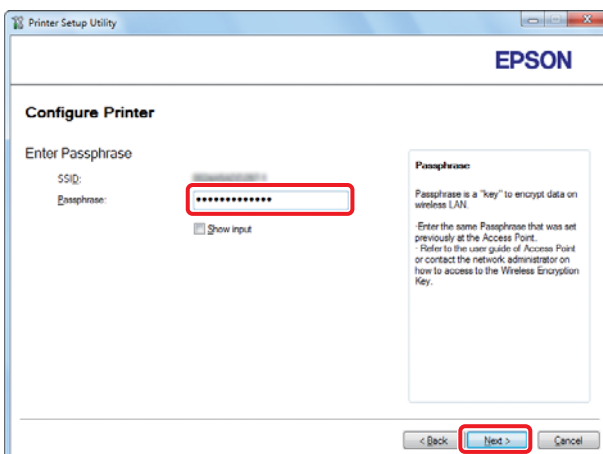 Printer Setup Utility
EPSON
Configure Printer
Enter Passphrase
SSID:
Passphrase: •••••••••••••
Show input
Passphrase
Passphrase is a "key" to encrypt data on
wireless LAN.
·Enter the same Passphrase that was set
previously at the Access Point.
· Refer to the user guide of Access Point
or contact the network administrator on
how to access to the Wireless Encryption
Key.
< Back Next > Cancel